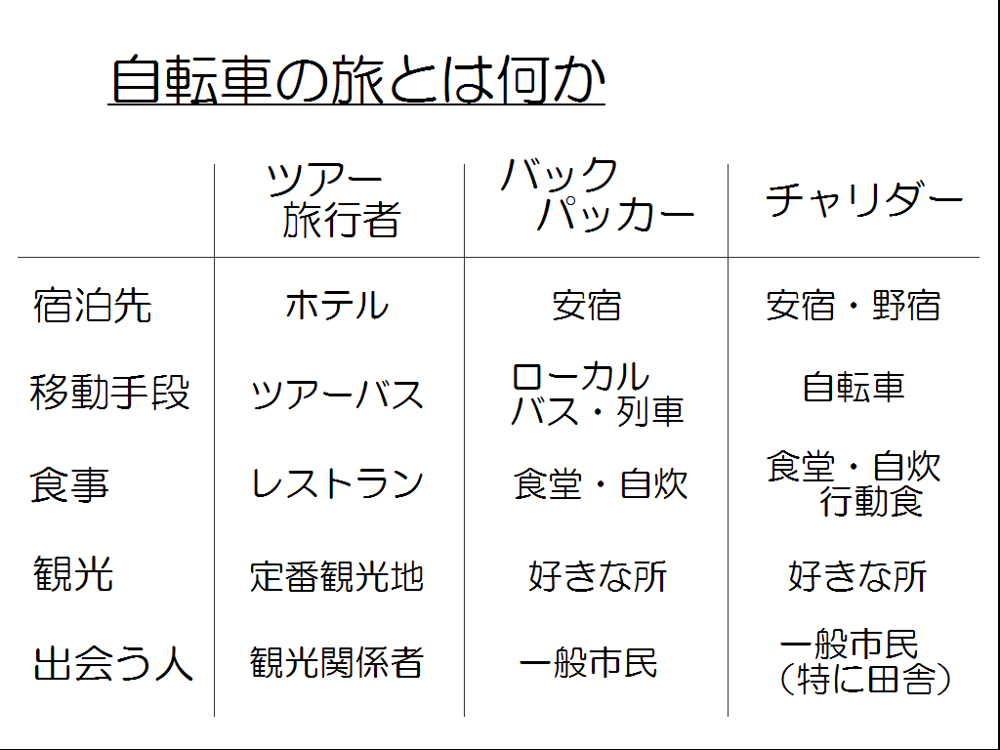 自転車の旅とは何か
ツアー
旅行者
バック
パッカー
チャリダー
宿泊先
ホテル
安宿
安宿・野宿
移動手段
ツアーバス
ローカル
バス・列車
自転車
食事
レストラン
食堂・自炊
食堂・自炊
行動食
観光
定番観光地
好きな所
好きな所
出会う人
観光関係者
一般市民
一般市民
（特に田舎）